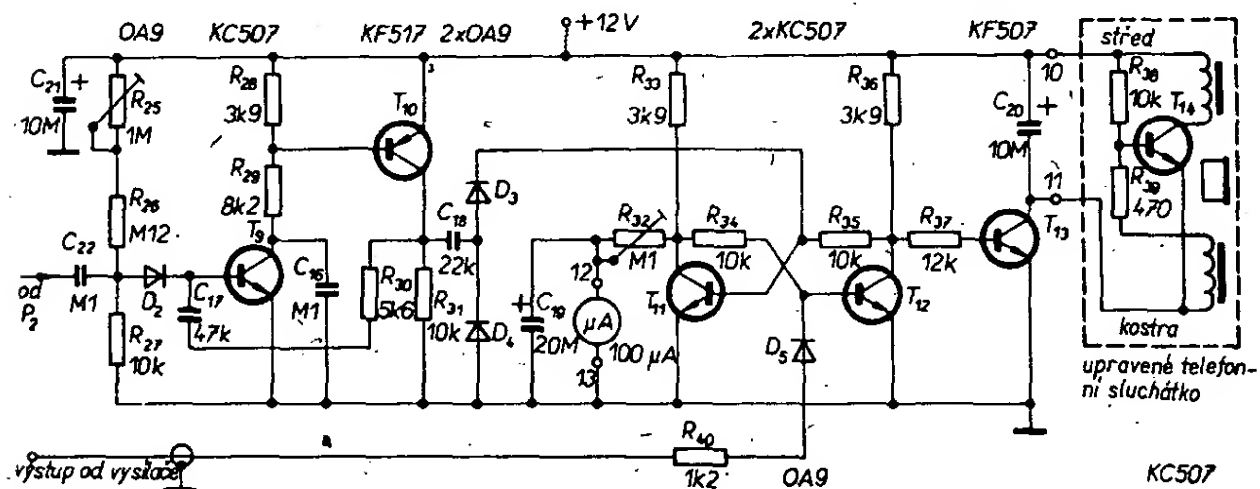 OA9 KC507 KF517 2xOA9 +12V 2xKC507 KF507
střed
10
C21 +
10M
R25
1M
R28
3k9
T10
R33
3k9
R36
3k9
C20 +
10M
R38
10k
T14
R29
8k2
D3
11
R39
470
R26
M12
T9
C18
22k
R32
M1
R34
10k
R35
10k
R37
12k
T13
C22
M1
od
P2
D2
C17
47k
C16
M1
R30
5k6
R31
10k
12
+ C19
20M
µA
100 µA
13
T11
T12
R27
10k
D4
D5
kostra
upravené telefon-
ní sluchátko
výstup od vysílače
R40
1k2
OA9
KC507